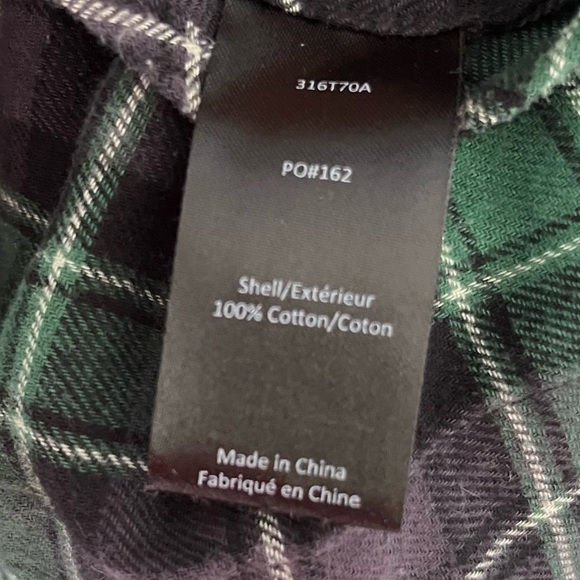 316T70A
PO#162
Shell/Extérieur
100% Cotton/Coton
Made in China
Fabriqué en Chine